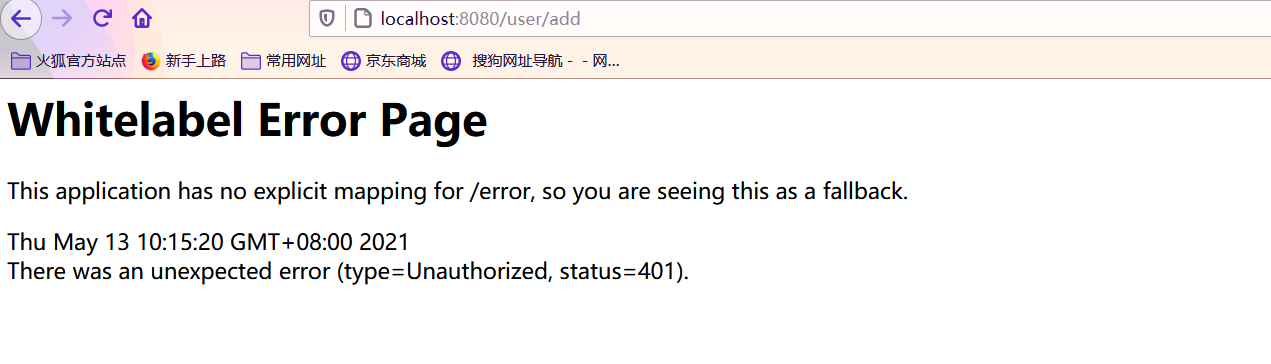 localhost:8080/user/add
火狐官方站点 新手上路 常用网址 京东商城 搜狗网址导航 - - 网...
Whitelabel Error Page
This application has no explicit mapping for /error, so you are seeing this as a fallback.
Thu May 13 10:15:20 GMT+08:00 2021
There was an unexpected error (type=Unauthorized, status=401).